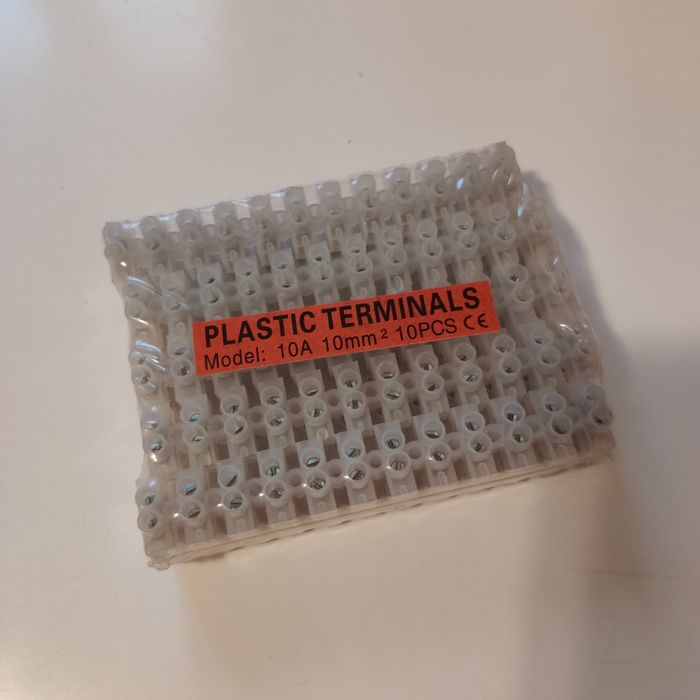 PLASTIC TERMINALS
Model: 10A 10mm² 10PCS CE